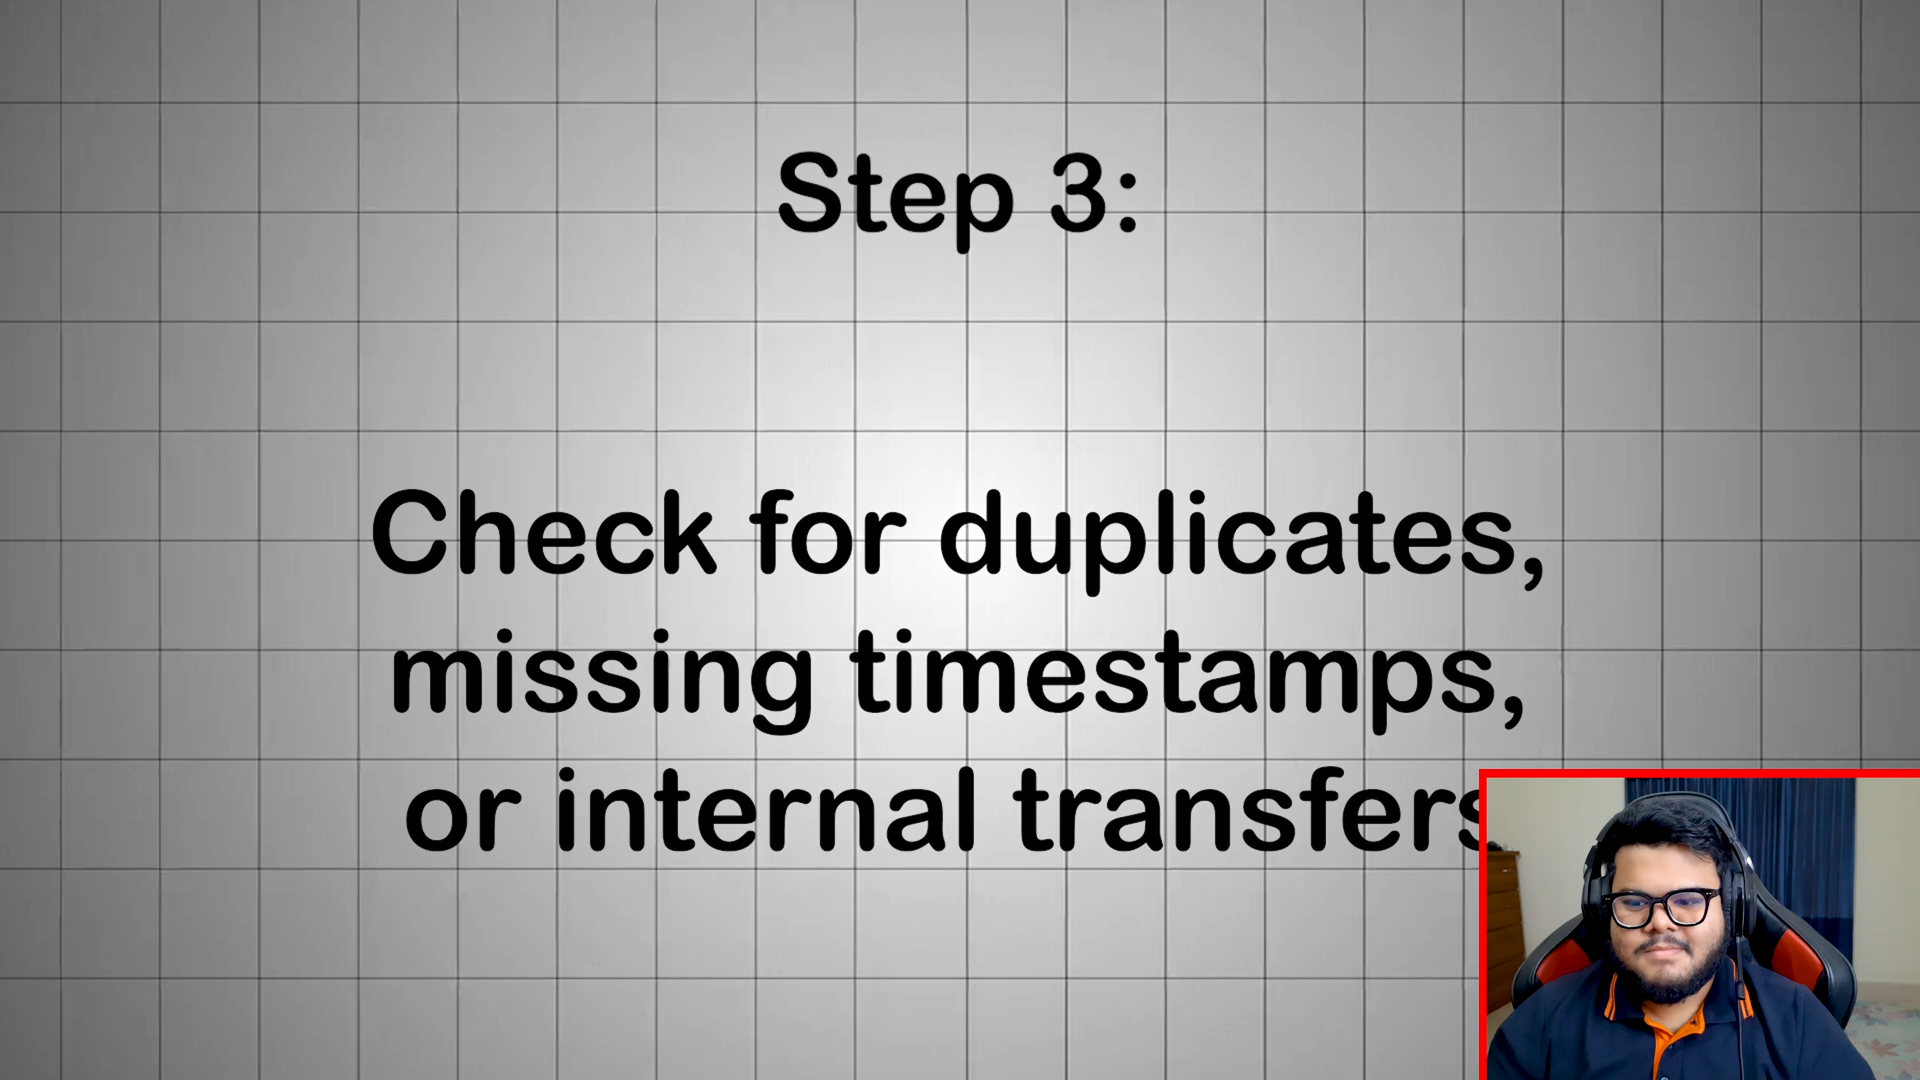 Step 3:
Check for duplicates,
missing timestamps,
or internal transfers